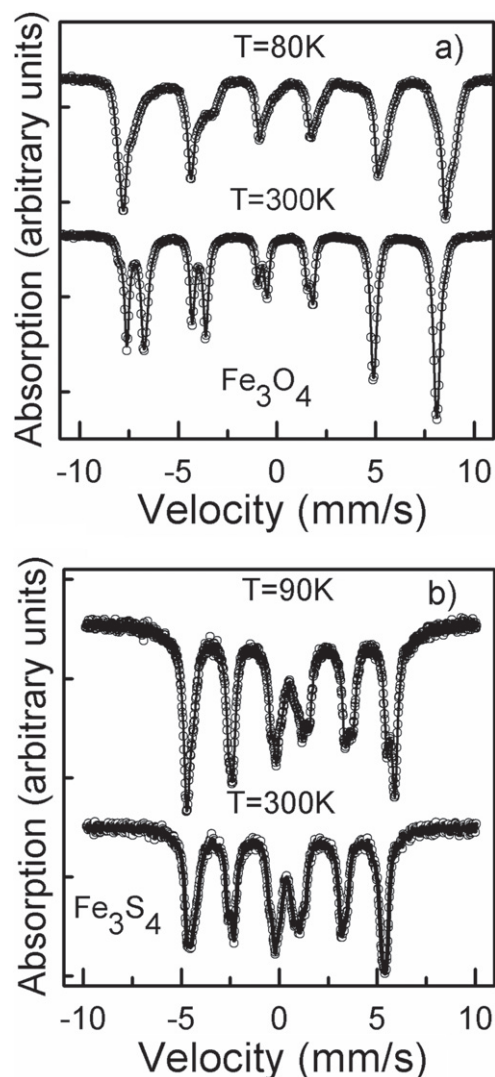 T=80K a)
T=300K
Fe3O4
Absorption (arbitrary units)
-10 -5 0 5 10
Velocity (mm/s)
T=90K b)
T=300K
Fe3S4
Absorption (arbitrary units)
-10 -5 0 5 10
Velocity (mm/s)